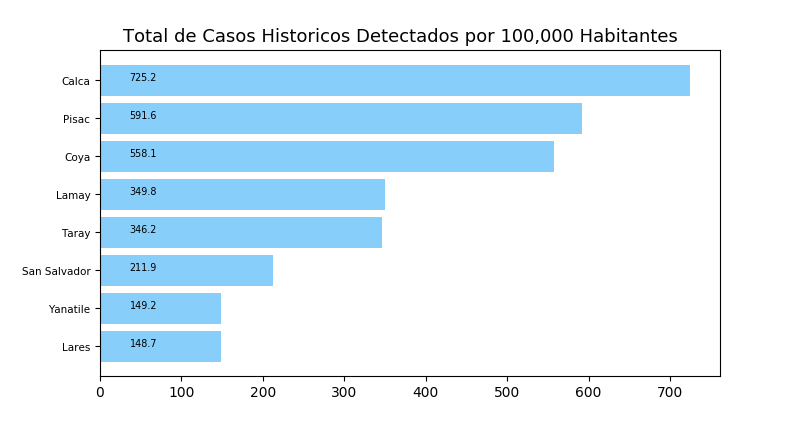 Total de Casos Historicos Detectados por 100,000 Habitantes
Calca 725.2
Pisac 591.6
Coya 558.1
Lamay 349.8
Taray 346.2
San Salvador 211.9
Yanatile 149.2
Lares 148.7
0 100 200 300 400 500 600 700